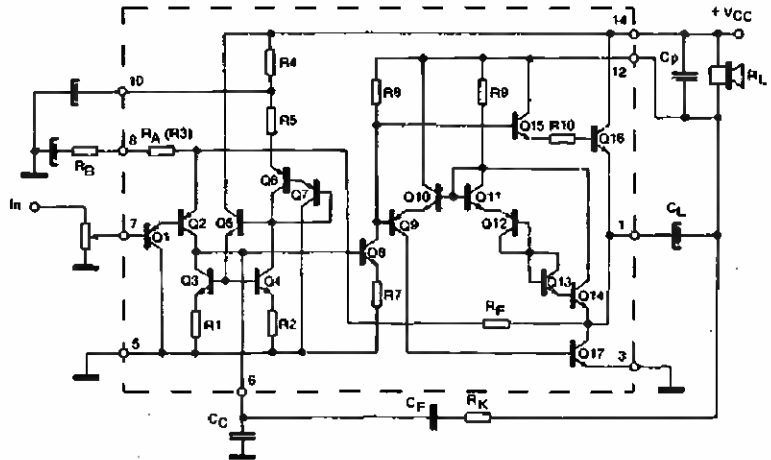 14
+ VCC
10
R4
12
Cp
RL
R8
R9
R5
Q15
R10
Q16
8
RA (R3)
RB
Q6
Q7
In
7
Q1
Q2
Q5
Q10
Q11
Q9
Q12
1
CL
Q8
Q3
Q4
Q13
Q14
R7
RF
R1
R2
Q17
5
3
6
CC
CF
RK